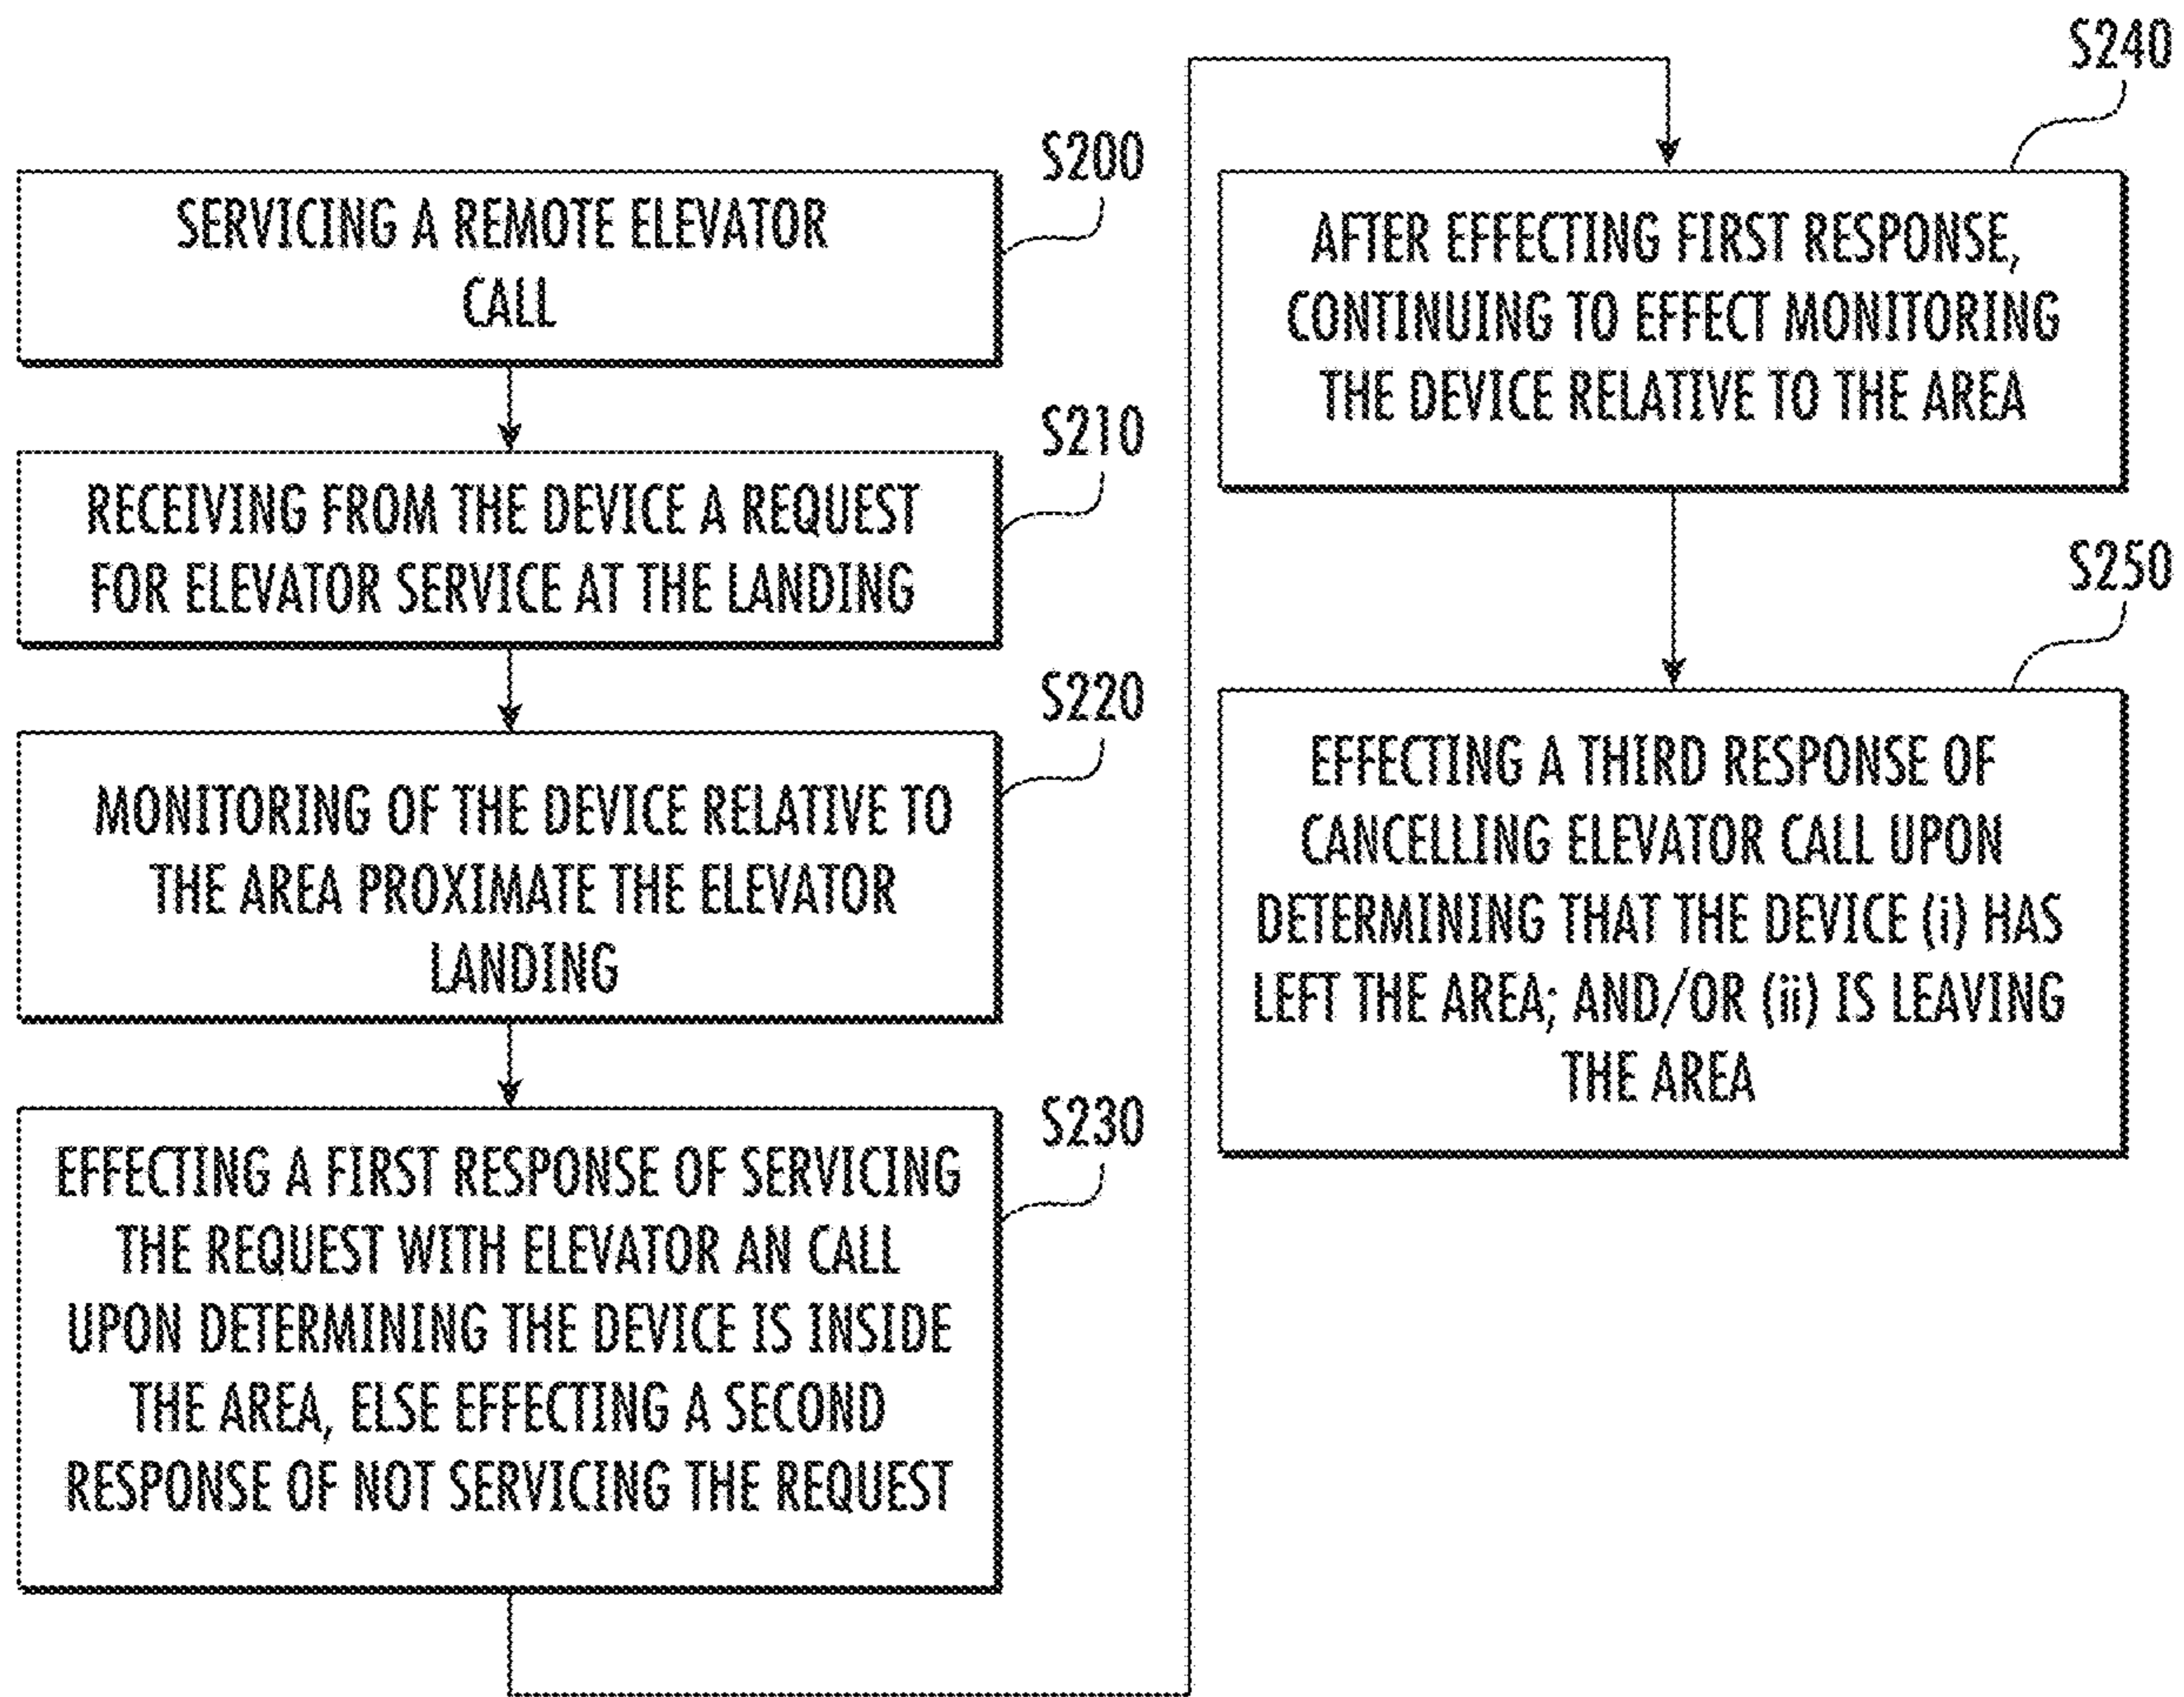 S200
SERVICING A REMOTE ELEVATOR
CALL
S210
RECEIVING FROM THE DEVICE A REQUEST
FOR ELEVATOR SERVICE AT THE LANDING
S220
MONITORING OF THE DEVICE RELATIVE TO
THE AREA PROXIMATE THE ELEVATOR
LANDING
S230
EFFECTING A FIRST RESPONSE OF SERVICING
THE REQUEST WITH ELEVATOR AN CALL
UPON DETERMINING THE DEVICE IS INSIDE
THE AREA, ELSE EFFECTING A SECOND
RESPONSE OF NOT SERVICING THE REQUEST
S240
AFTER EFFECTING FIRST RESPONSE,
CONTINUING TO EFFECT MONITORING
THE DEVICE RELATIVE TO THE AREA
S250
EFFECTING A THIRD RESPONSE OF
CANCELLING ELEVATOR CALL UPON
DETERMINING THAT THE DEVICE (i) HAS
LEFT THE AREA; AND/OR (ii) IS LEAVING
THE AREA